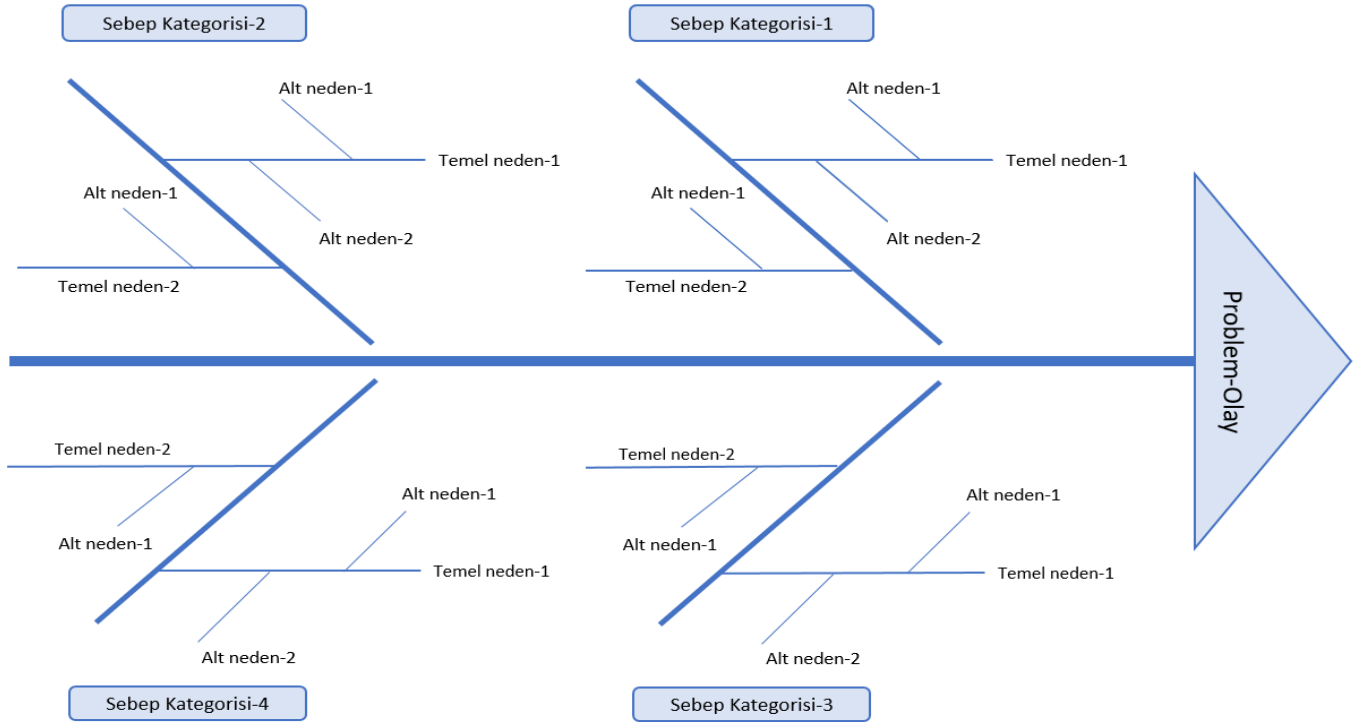 Sebep Kategorisi-2
Sebep Kategorisi-1
Alt neden-1
Alt neden-1
Temel neden-1
Temel neden-1
Alt neden-1
Alt neden-1
Alt neden-2
Alt neden-2
Temel neden-2
Temel neden-2
Problem-Olay
Temel neden-2
Temel neden-2
Alt neden-1
Alt neden-1
Alt neden-1
Alt neden-1
Temel neden-1
Temel neden-1
Alt neden-2
Alt neden-2
Sebep Kategorisi-4
Sebep Kategorisi-3